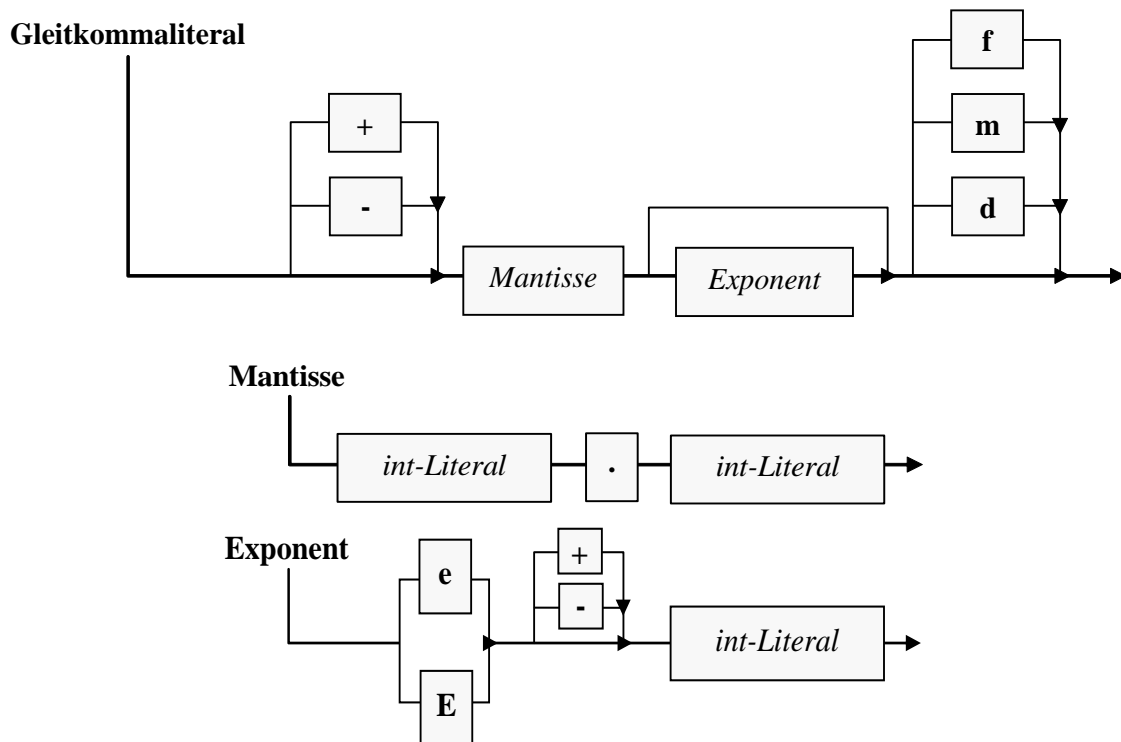 Gleitkommaliteral
f
+
m
-
d
Mantisse
Exponent
Mantisse
int-Literal . int-Literal
Exponent
e
+
-
int-Literal
E